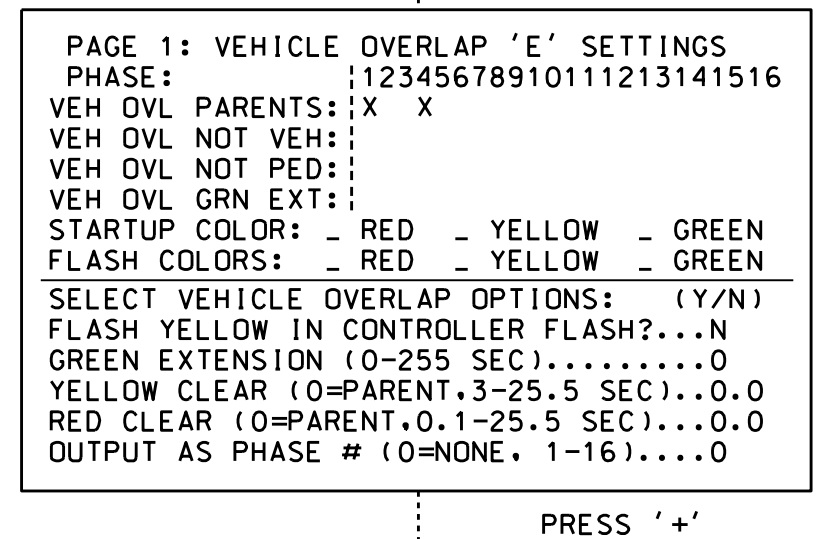 PAGE 1: VEHICLE OVERLAP 'E' SETTINGS
PHASE: 12345678910111213141516
VEH OVL PARENTS: X  X
VEH OVL NOT VEH:
VEH OVL NOT PED:
VEH OVL GRN EXT:
STARTUP COLOR: _ RED _ YELLOW _ GREEN
FLASH COLORS: _ RED _ YELLOW _ GREEN
SELECT VEHICLE OVERLAP OPTIONS: (Y/N)
FLASH YELLOW IN CONTROLLER FLASH?...N
GREEN EXTENSION (0-255 SEC).........0
YELLOW CLEAR (0=PARENT,3-25.5 SEC)..0.0
RED CLEAR (0=PARENT,0.1-25.5 SEC)...0.0
OUTPUT AS PHASE # (0=NONE, 1-16)....0
PRESS '+'